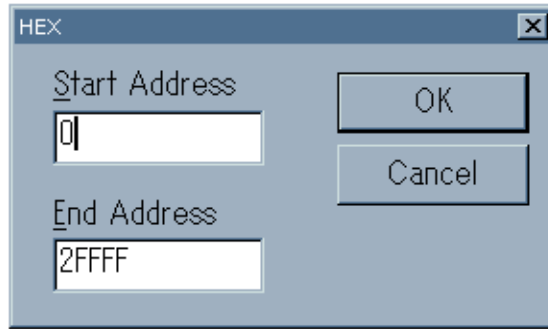 HEX
Start Address
0
OK
Cancel
End Address
2FFFF